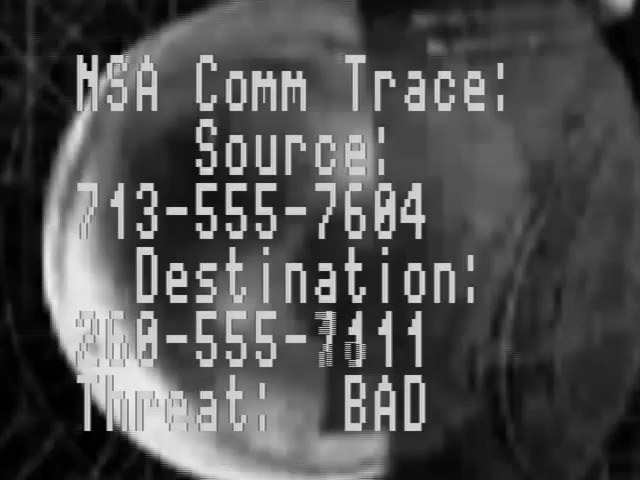 NSA Comm Trace:
Source:
713-555-7604
Destination:
Threat: BAD